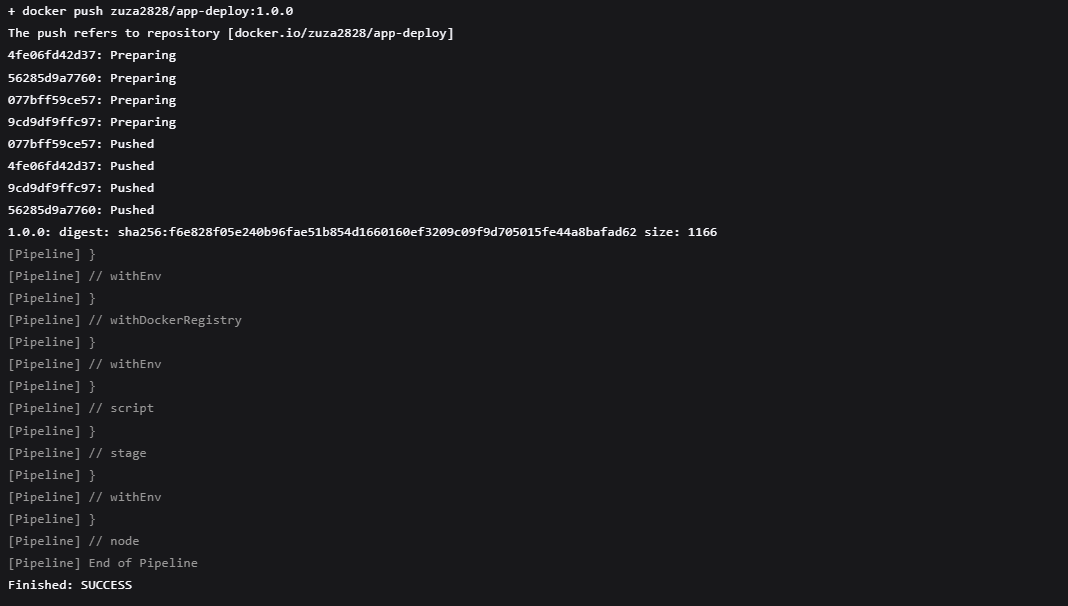 + docker push zuza2828/app-deploy:1.0.0
The push refers to repository [docker.io/zuza2828/app-deploy]
4fe06fd42d37: Preparing
56285d9a7760: Preparing
077bff59ce57: Preparing
9cd9df9ffc97: Preparing
077bff59ce57: Pushed
4fe06fd42d37: Pushed
9cd9df9ffc97: Pushed
56285d9a7760: Pushed
1.0.0: digest: sha256:f6e828f05e240b96fae51b854d1660160ef3209c09f9d705015fe44a8bafad62 size: 1166
[Pipeline] }
[Pipeline] // withEnv
[Pipeline] }
[Pipeline] // withDockerRegistry
[Pipeline] }
[Pipeline] // withEnv
[Pipeline] }
[Pipeline] // script
[Pipeline] }
[Pipeline] // stage
[Pipeline] }
[Pipeline] // withEnv
[Pipeline] }
[Pipeline] // node
[Pipeline] End of Pipeline
Finished: SUCCESS